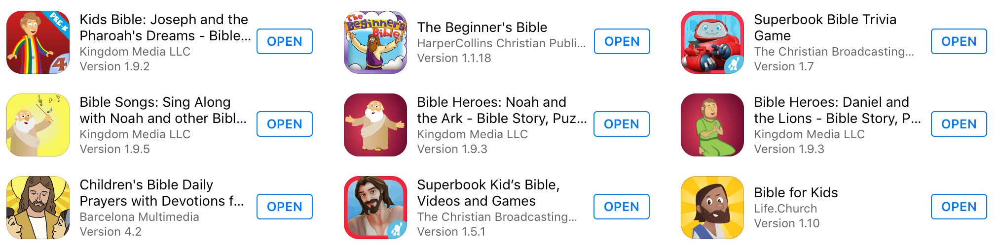 PRE-K
4
Kids Bible: Joseph and the
Pharoah's Dreams - Bible...
Kingdom Media LLC
Version 1.9.2
OPEN
The
Beginner's
Bible
The Beginner's Bible
HarperCollins Christian Publi...
Version 1.1.18
OPEN
Superbook Bible Trivia
Game
The Christian Broadcasting...
Version 1.7
OPEN
Bible Songs: Sing Along
with Noah and other Bibl...
Kingdom Media LLC
Version 1.9.5
OPEN
Bible Heroes: Noah and
the Ark - Bible Story, Puz...
Kingdom Media LLC
Version 1.9.3
OPEN
Bible Heroes: Daniel and
the Lions - Bible Story, P...
Kingdom Media LLC
Version 1.9.3
OPEN
Children's Bible Daily
Prayers with Devotions f...
Barcelona Multimedia
Version 4.2
OPEN
Superbook Kid’s Bible,
Videos and Games
The Christian Broadcasting...
Version 1.5.1
OPEN
Bible for Kids
Life.Church
Version 1.10
OPEN